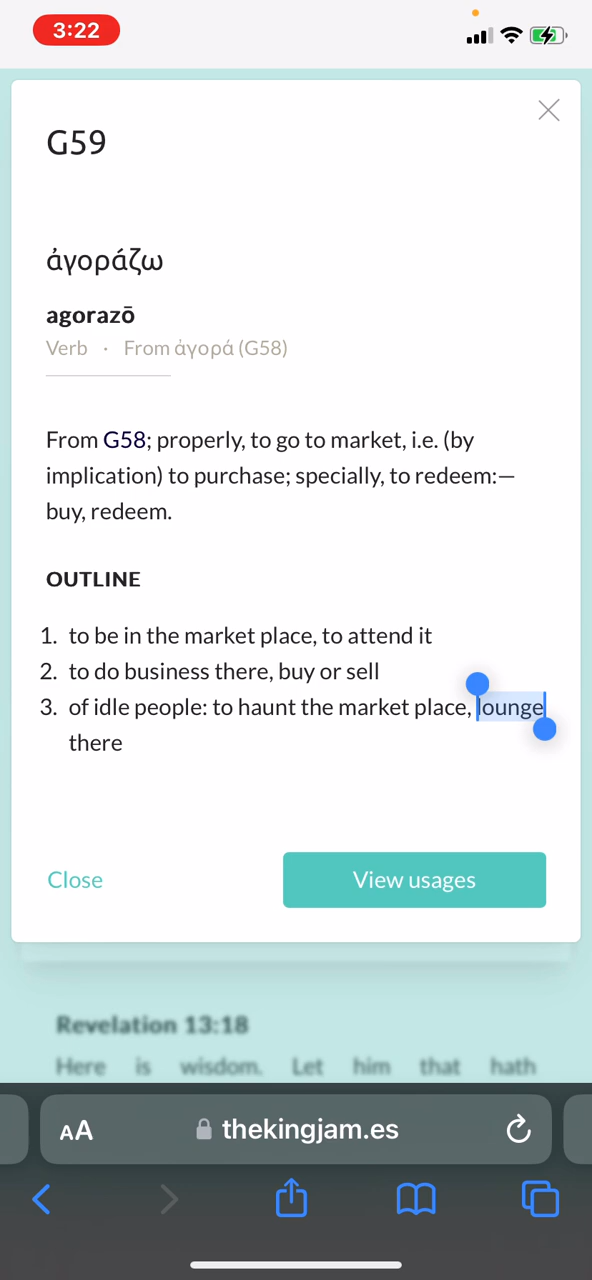 3:22
G59
ἀγοράζω
agorazō
Verb · From ἀγορά (G58)
From G58; properly, to go to market, i.e. (by
implication) to purchase; specially, to redeem:—
buy, redeem.
OUTLINE
1. to be in the market place, to attend it
2. to do business there, buy or sell
3. of idle people: to haunt the market place, lounge
there
Close
View usages
Revelation 13:18
Here is wisdom. Let him that hath
AA thekingjam.es